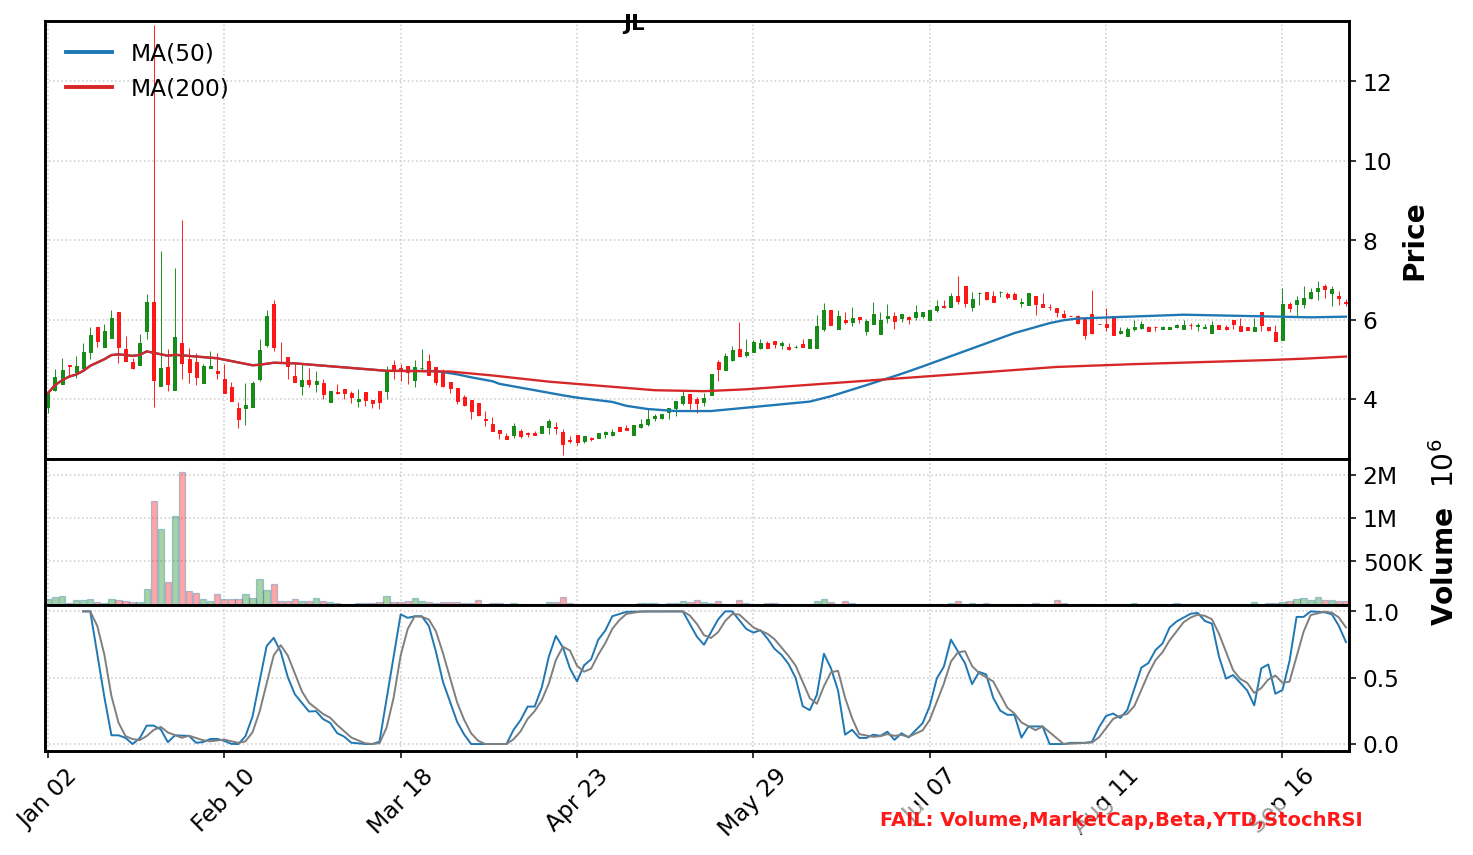 JL
MA(50)
MA(200)
12
10
8
6
4
Price
2M
1M
500K
Volume 10⁶
1.0
0.5
0.0
Jan 02
Feb 10
Mar 18
Apr 23
May 29
Jul 07
Aug 11
Sep 16
FAIL: Volume,MarketCap,Beta,YTD,StochRSI